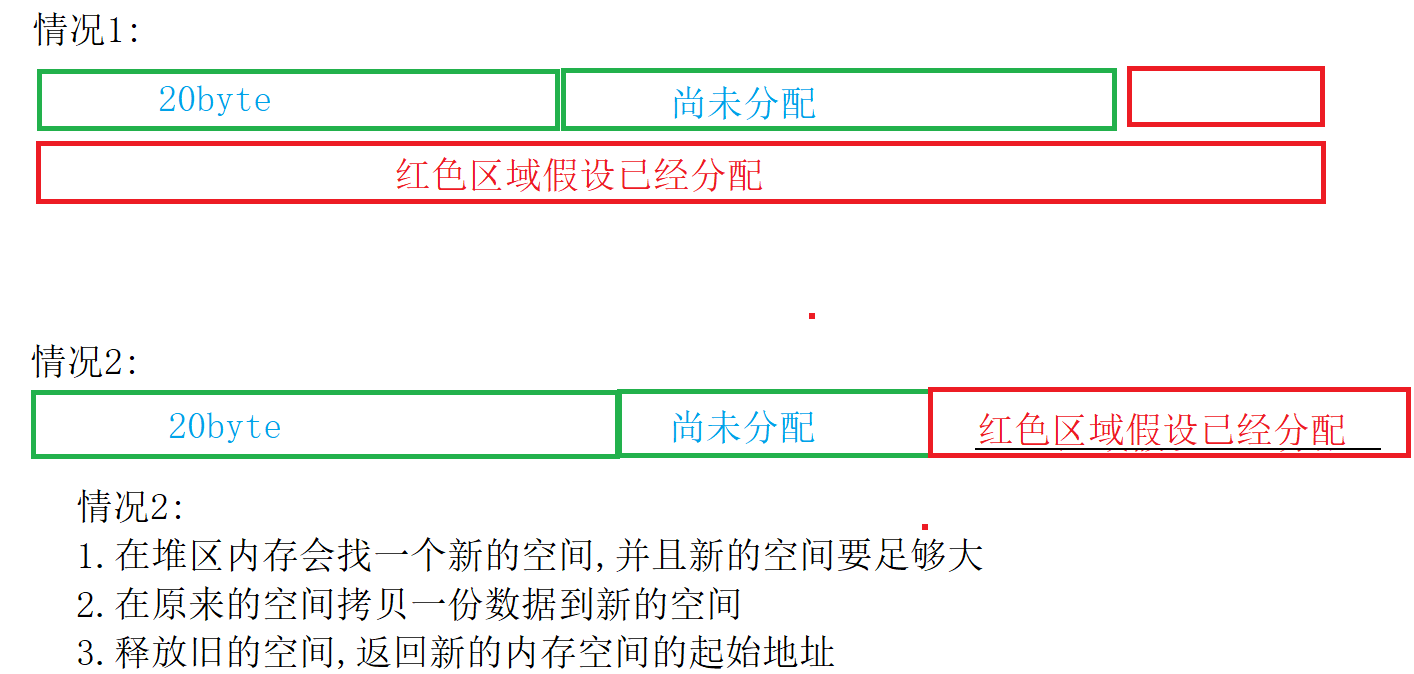 情况1:
20byte 尚未分配
红色区域假设已经分配
情况2:
20byte 尚未分配 红色区域假设已经分配
情况2:
1.在堆区内存会找一个新的空间,并且新的空间要足够大
2.在原来的空间拷贝一份数据到新的空间
3.释放旧的空间,返回新的内存空间的起始地址